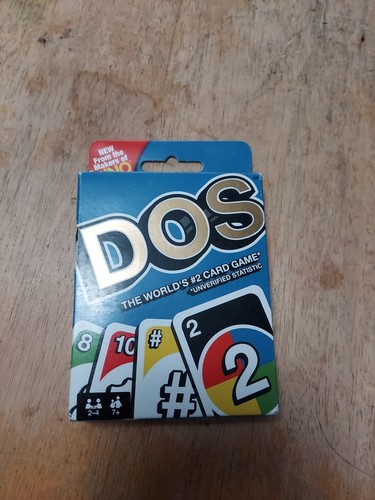 NEW
From the
Makers of
UNO
DOS
THE WORLD'S #2 CARD GAME*
*UNVERIFIED STATISTIC
8
10
#
2
#
2
2-4
7+